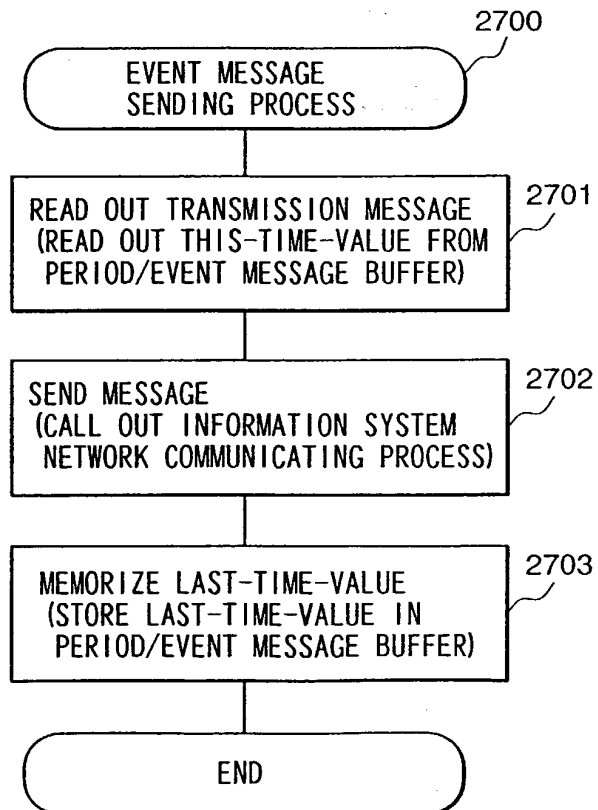 2700
EVENT MESSAGE
SENDING PROCESS
2701
READ OUT TRANSMISSION MESSAGE
(READ OUT THIS-TIME-VALUE FROM
PERIOD/EVENT MESSAGE BUFFER)
2702
SEND MESSAGE
(CALL OUT INFORMATION SYSTEM
NETWORK COMMUNICATING PROCESS)
2703
MEMORIZE LAST-TIME-VALUE
(STORE LAST-TIME-VALUE IN
PERIOD/EVENT MESSAGE BUFFER)
END